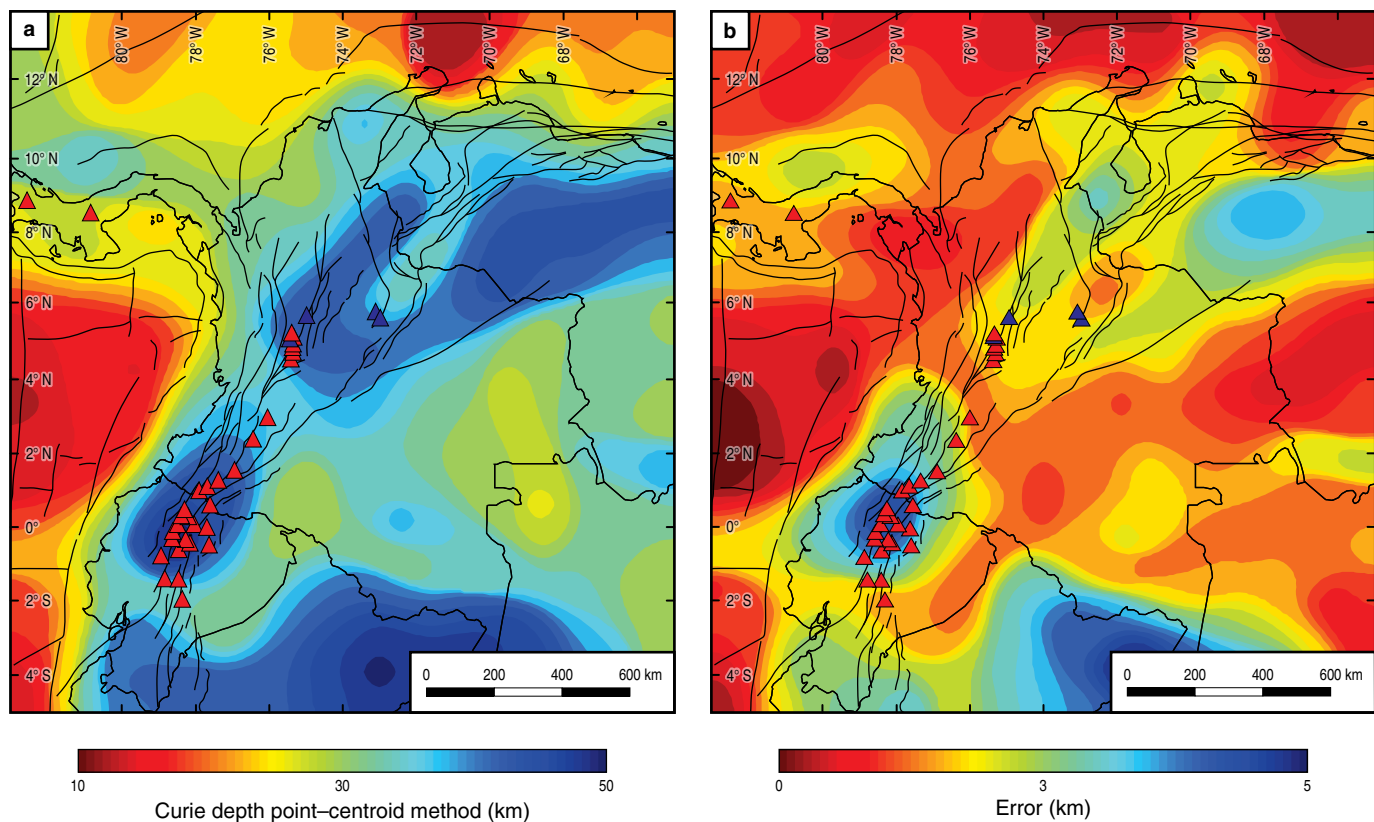 a
80° W
78° W
76° W
74° W
72° W
70° W
68° W
12° N
10° N
8° N
6° N
4° N
2° N
0°
2° S
4° S
0 200 400 600 km
10 30 50
Curie depth point–centroid method (km)
b
80° W
78° W
76° W
74° W
72° W
70° W
68° W
12° N
10° N
8° N
6° N
4° N
2° N
0°
2° S
4° S
0 200 400 600 km
0 3 5
Error (km)